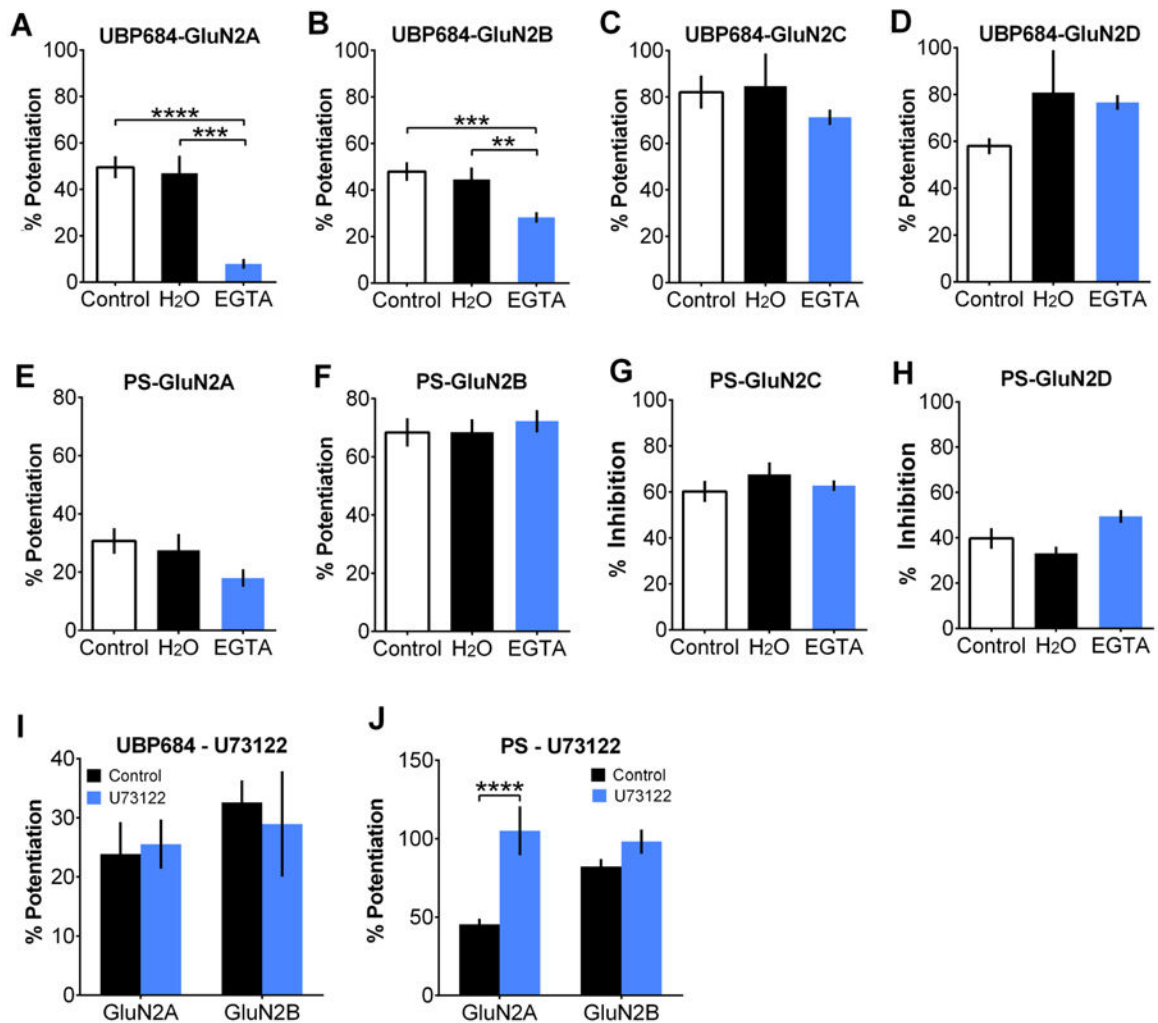 A
UBP684-GluN2A
% Potentiation
100
80
60
40
20
0
****
***
Control H2O EGTA
B
UBP684-GluN2B
% Potentiation
100
80
60
40
20
0
***
**
Control H2O EGTA
C
UBP684-GluN2C
% Potentiation
100
80
60
40
20
0
Control H2O EGTA
D
UBP684-GluN2D
% Potentiation
100
80
60
40
20
0
Control H2O EGTA
E
PS-GluN2A
% Potentiation
80
60
40
20
0
Control H2O EGTA
F
PS-GluN2B
% Potentiation
80
60
40
20
0
Control H2O EGTA
G
PS-GluN2C
% Inhibition
100
80
60
40
20
0
Control H2O EGTA
H
PS-GluN2D
% Inhibition
100
80
60
40
20
0
Control H2O EGTA
I
UBP684 - U73122
% Potentiation
40
30
20
10
0
Control
U73122
GluN2A GluN2B
J
PS - U73122
% Potentiation
150
100
50
0
****
Control
U73122
GluN2A GluN2B